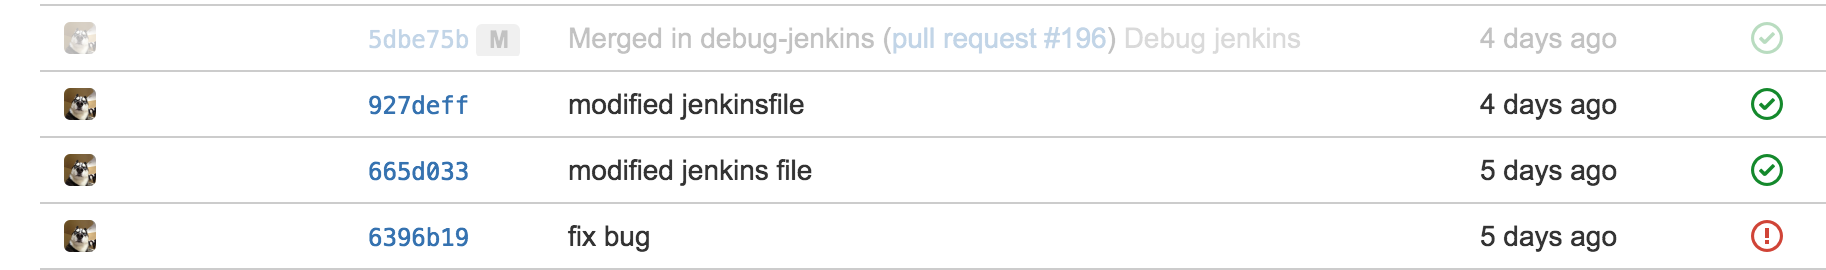 5dbe75b M Merged in debug-jenkins (pull request #196) Debug jenkins 4 days ago
927deff modified jenkinsfile 4 days ago
665d033 modified jenkins file 5 days ago
6396b19 fix bug 5 days ago